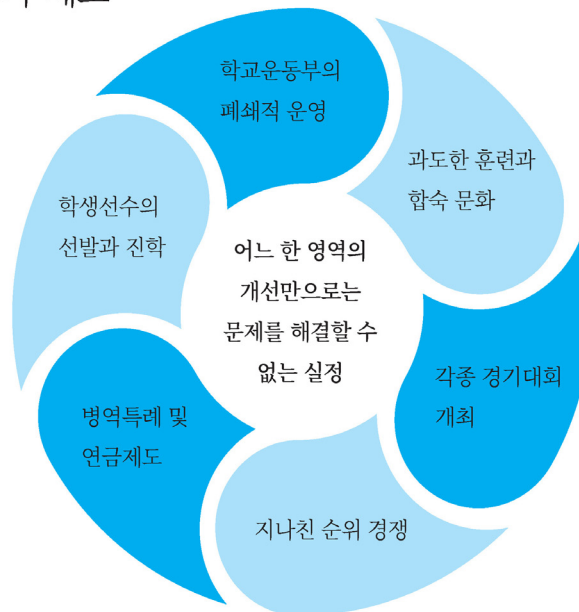 학교운동부의
폐쇄적 운영
과도한 훈련과
합숙 문화
학생선수의
선발과 진학
어느 한 영역의
개선만으로는
문제를 해결할 수
없는 실정
각종 경기대회
개최
병역특례 및
연금제도
지나친 순위 경쟁